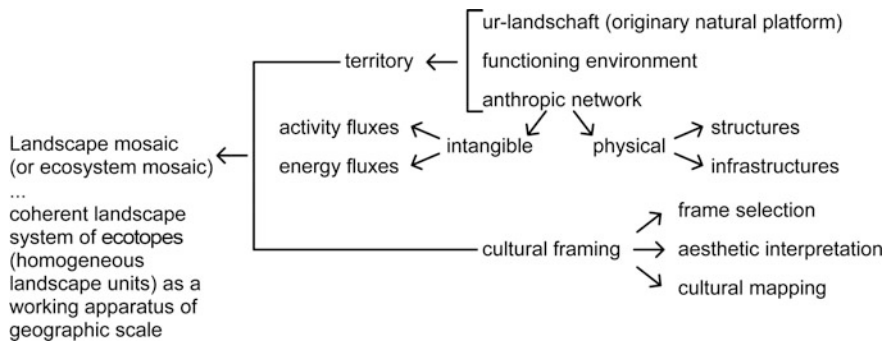 ur-landschaft (originary natural platform)
territory
functioning environment
anthropic network
activity fluxes
structures
intangible
physical
energy fluxes
infrastructures
Landscape mosaic
(or ecosystem mosaic)
...
coherent landscape
system of ecotopes
(homogeneous
landscape units) as a
working apparatus of
geographic scale
frame selection
cultural framing
aesthetic interpretation
cultural mapping